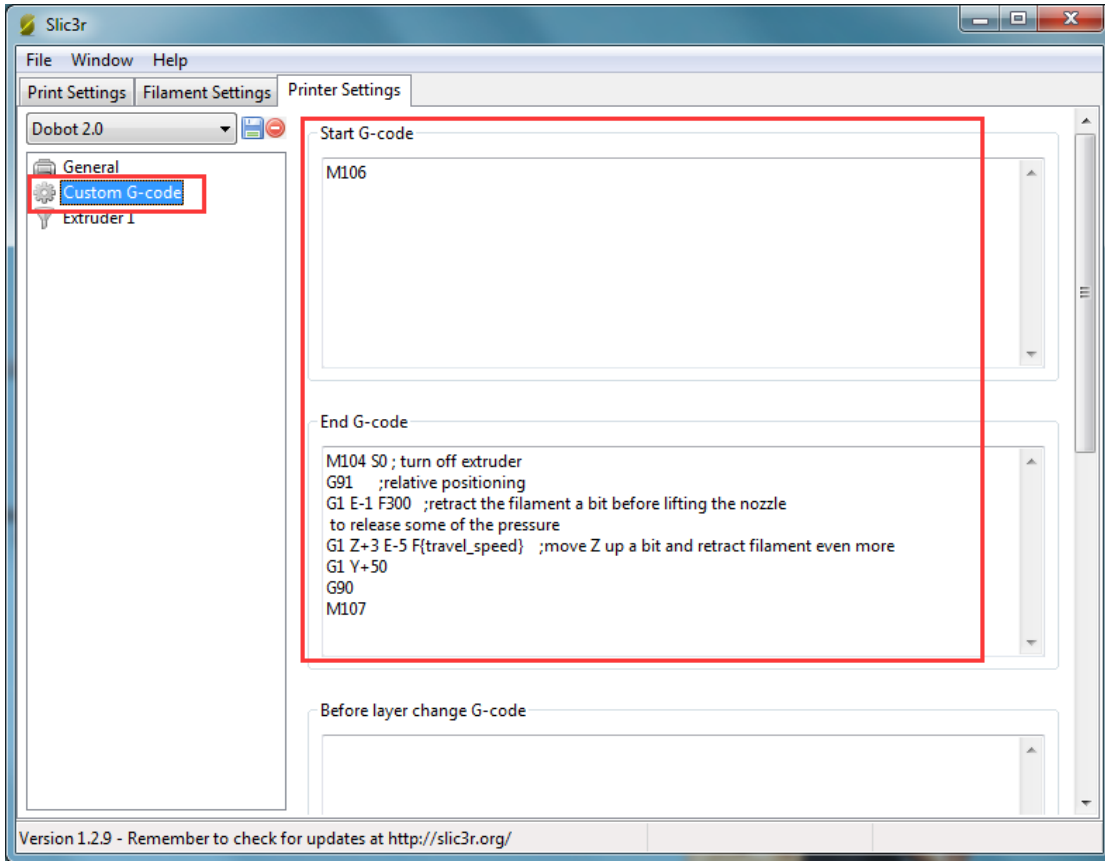 Slic3r
File Window Help
Print Settings Filament Settings Printer Settings
Dobot 2.0
General
Custom G-code
Extruder 1
Start G-code
M106
End G-code
M104 S0 ; turn off extruder
G91 ;relative positioning
G1 E-1 F300 ;retract the filament a bit before lifting the nozzle
to release some of the pressure
G1 Z+3 E-5 F{travel_speed} ;move Z up a bit and retract filament even more
G1 Y+50
G90
M107
Before layer change G-code
Version 1.2.9 - Remember to check for updates at http://slic3r.org/